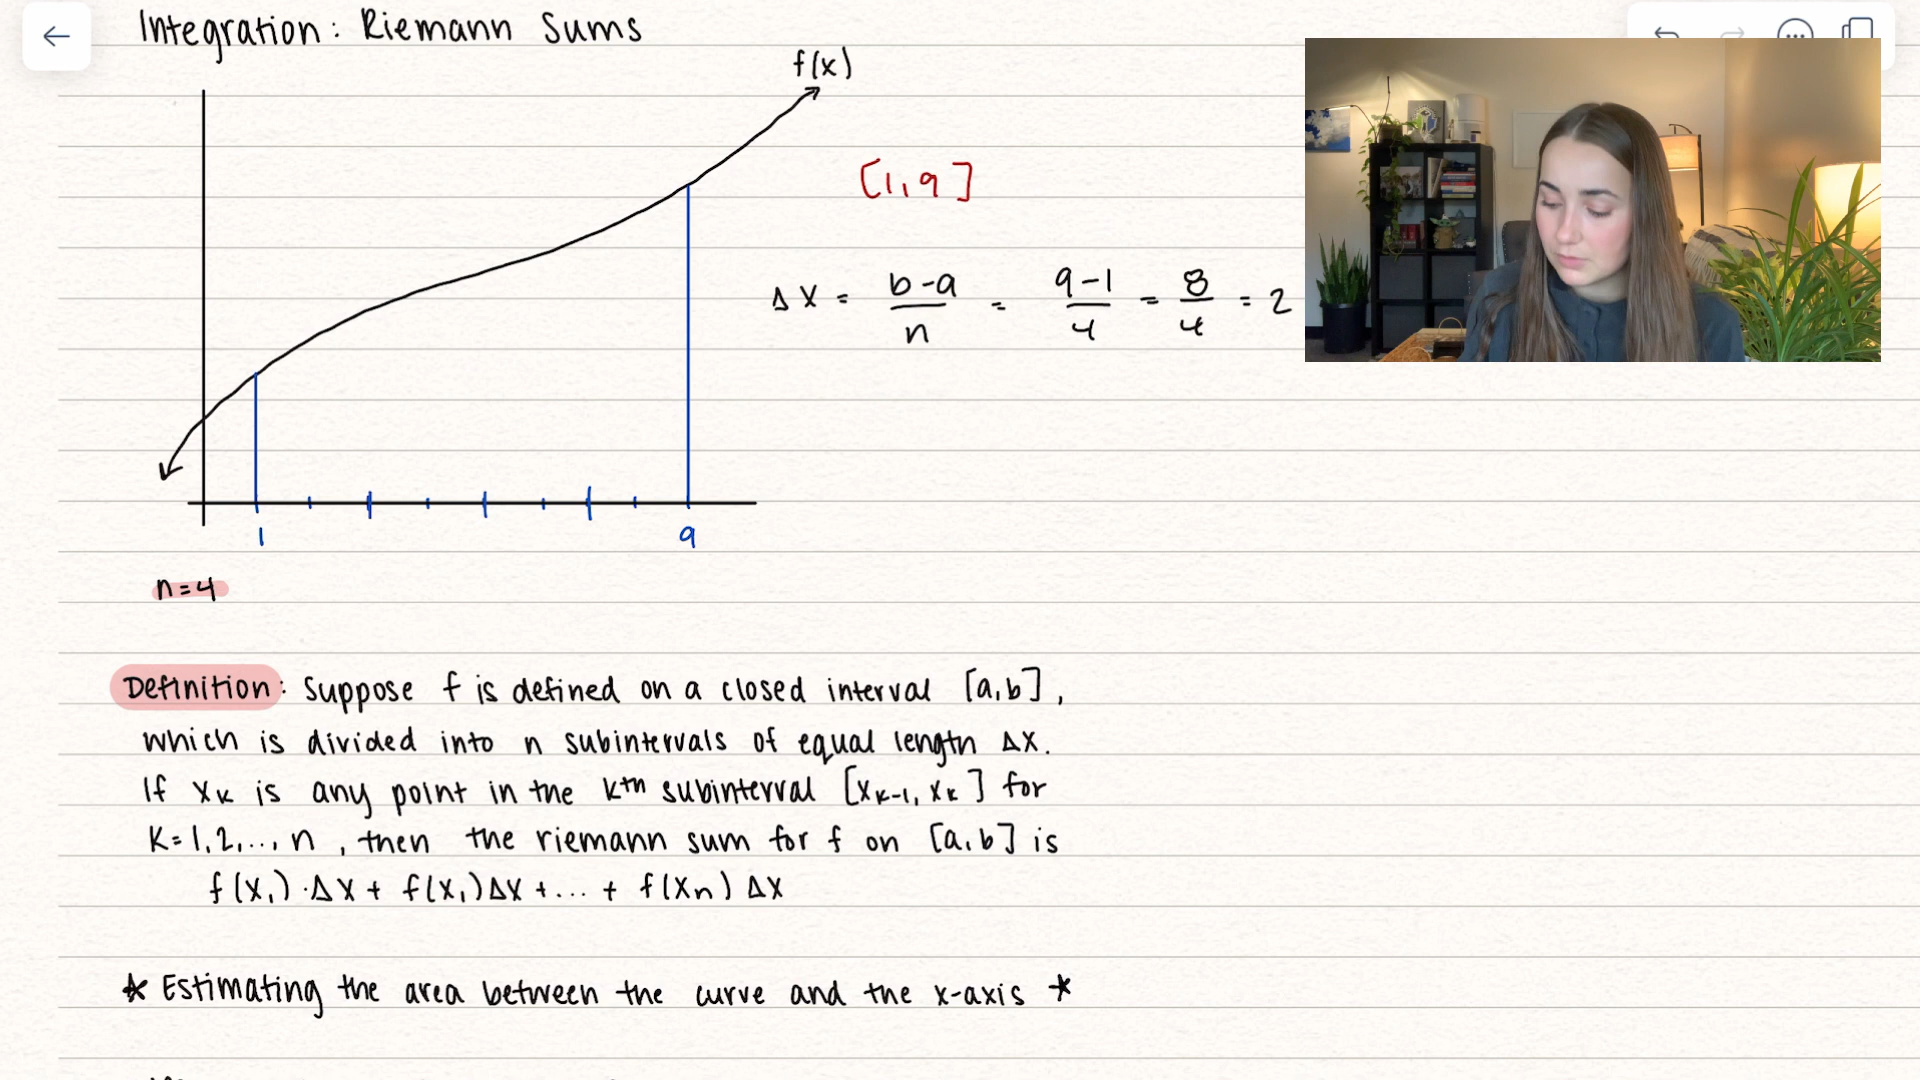 Integration: Riemann Sums
f(x)
[1,9]
Δx = b-a/n = 9-1/4 = 8/4 = 2
1 9
n=4
Definition: Suppose f is defined on a closed interval [a,b],
which is divided into n subintervals of equal length Δx.
If xₖ is any point in the kᵗʰ subinterval [xₖ₋₁, xₖ] for
K=1,2,..., n, then the riemann sum for f on [a,b] is
f(x₁)·Δx + f(x₁)Δx + ... + f(xₙ) Δx
* Estimating the area between the curve and the x-axis *